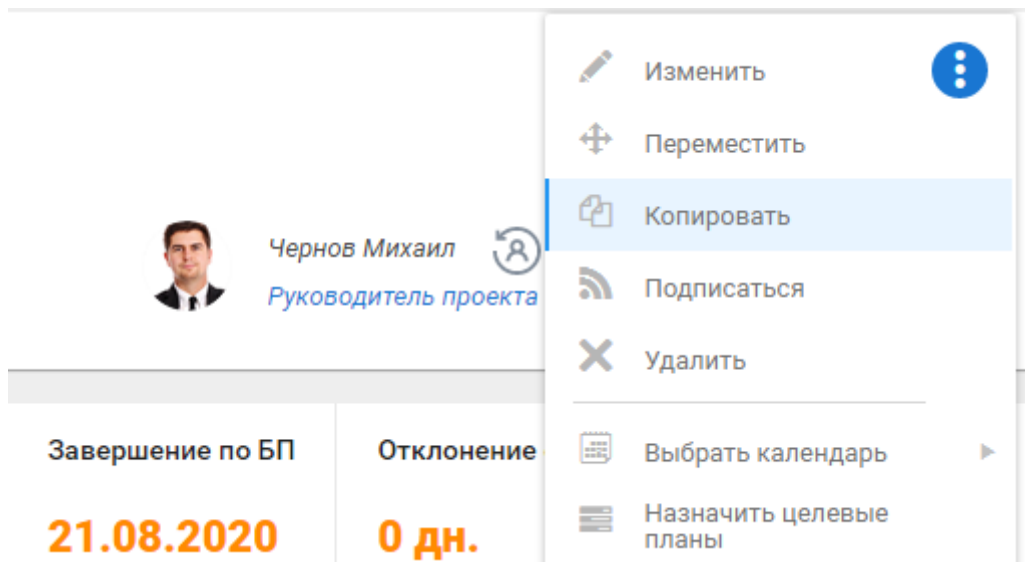 Изменить
Переместить
Копировать
Подписаться
Удалить
Выбрать календарь
Назначить целевые
планы
Чернов Михаил
Руководитель проекта
Завершение по БП
Отклонение
21.08.2020
0 дн.